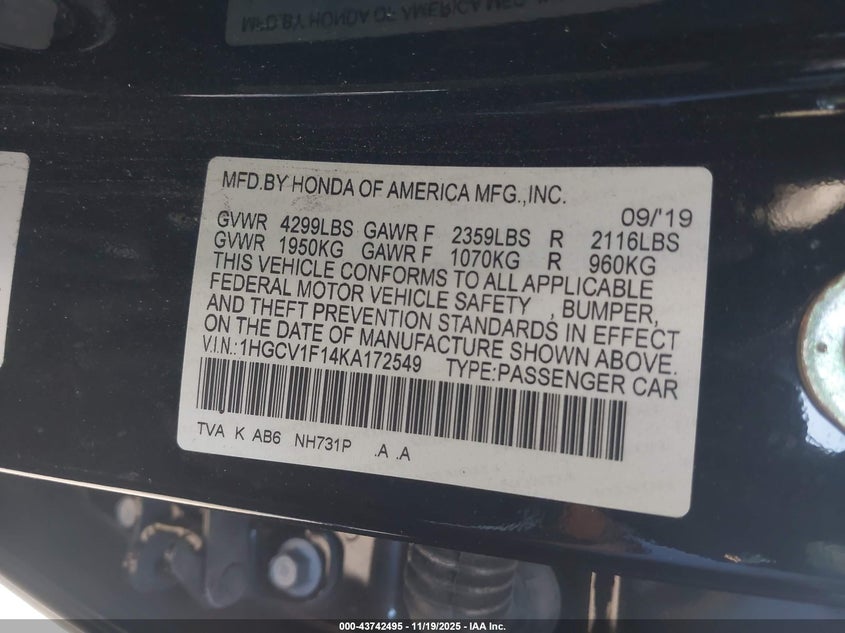 MFD.BY HONDA OF AMERICA MFG.,INC.
09/'19
GVWR 4299LBS GAWR F 2359LBS R 2116LBS
GVWR 1950KG GAWR F 1070KG R 960KG
THIS VEHICLE CONFORMS TO ALL APPLICABLE
FEDERAL MOTOR VEHICLE SAFETY , BUMPER,
AND THEFT PREVENTION STANDARDS IN EFFECT
ON THE DATE OF MANUFACTURE SHOWN ABOVE.
V.I.N.:1HGCV1F14KA172549 TYPE:PASSENGER CAR
TVA K AB6 NH731P .A .A
000-43742495 - 11/19/2025 - IAA Inc.